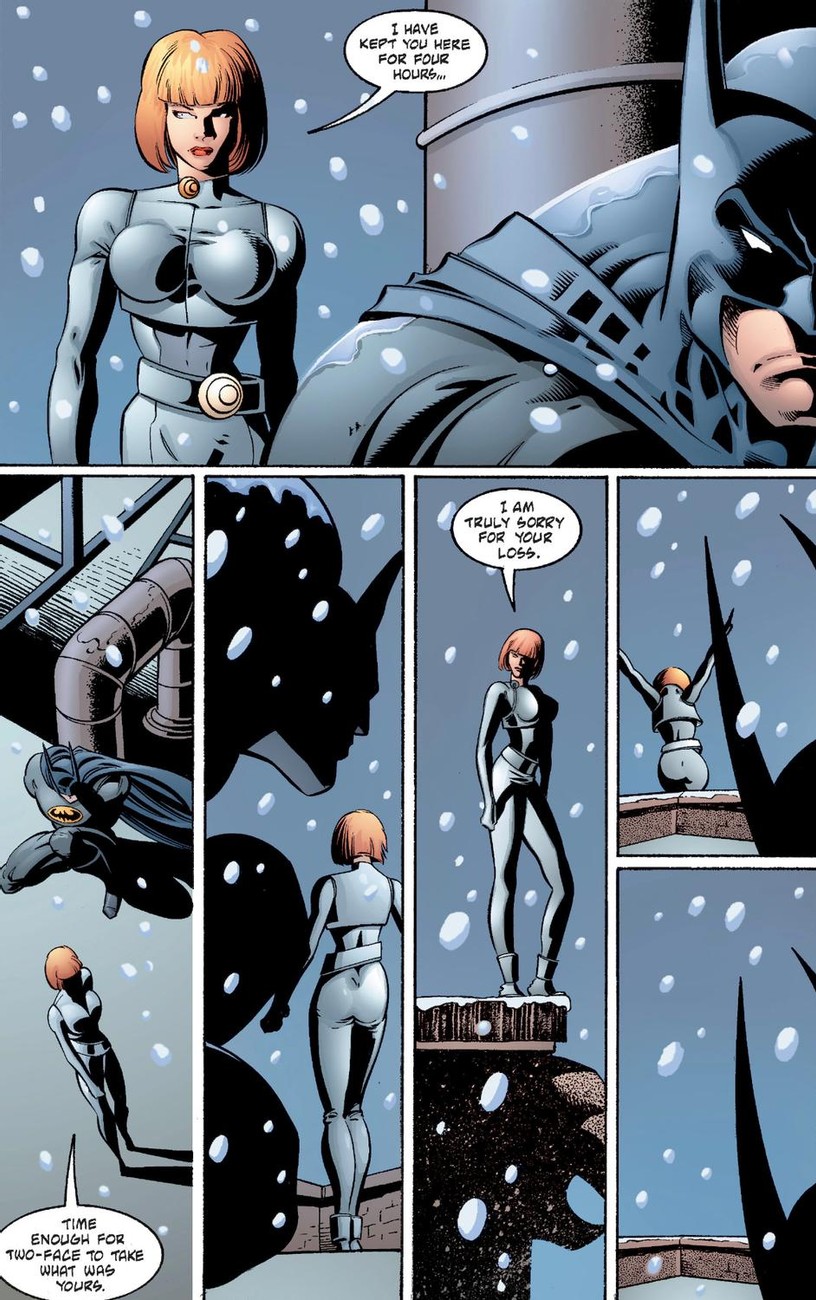 I HAVE
KEPT YOU HERE
FOR FOUR
HOURS...
TIME
ENOUGH FOR
TWO-FACE TO TAKE
WHAT WAS
YOURS.
I AM
TRULY SORRY
FOR YOUR
LOSS.